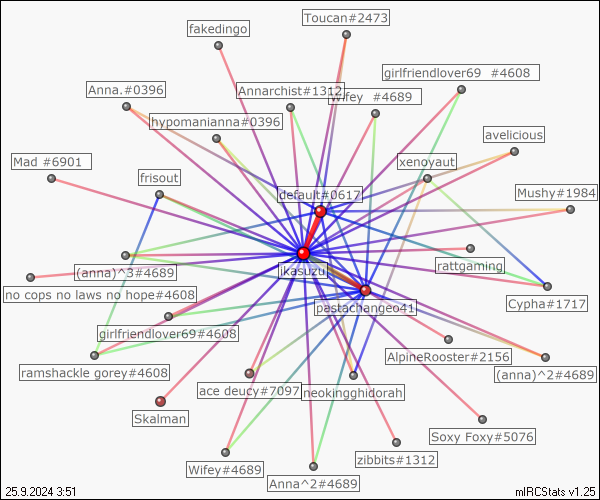 Toucan#2473
fakedingo
girlfriendlover69 #4608
Anna.#0396
Annarchist#1312
Wifey #4689
hypomanianna#0396
avelicious
Mad #6901
xenoyaut
frisout
default#0617
Mushy#1984
(anna)^3#4689
jkasuzu
rattgaming
no cops no laws no hope#4608
pastachangeo41
Cypha#1717
girlfriendlover69#4608
AlpineRooster#2156
ramshackle gorey#4608
(anna)^2#4689
ace deucy#7097
neokingghidorah
Skalman
Soxy Foxy#5076
zibbits#1312
Wifey#4689
Anna^2#4689
25.9.2024 3:51
mIRCStats v1.25